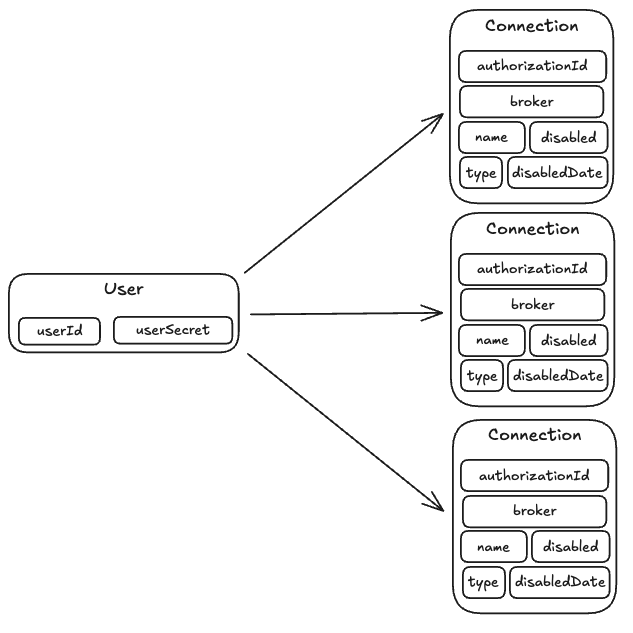 Connection
authorizationId
broker
name disabled
type disabledDate
Connection
authorizationId
broker
name disabled
type disabledDate
User
userId userSecret
Connection
authorizationId
broker
name disabled
type disabledDate